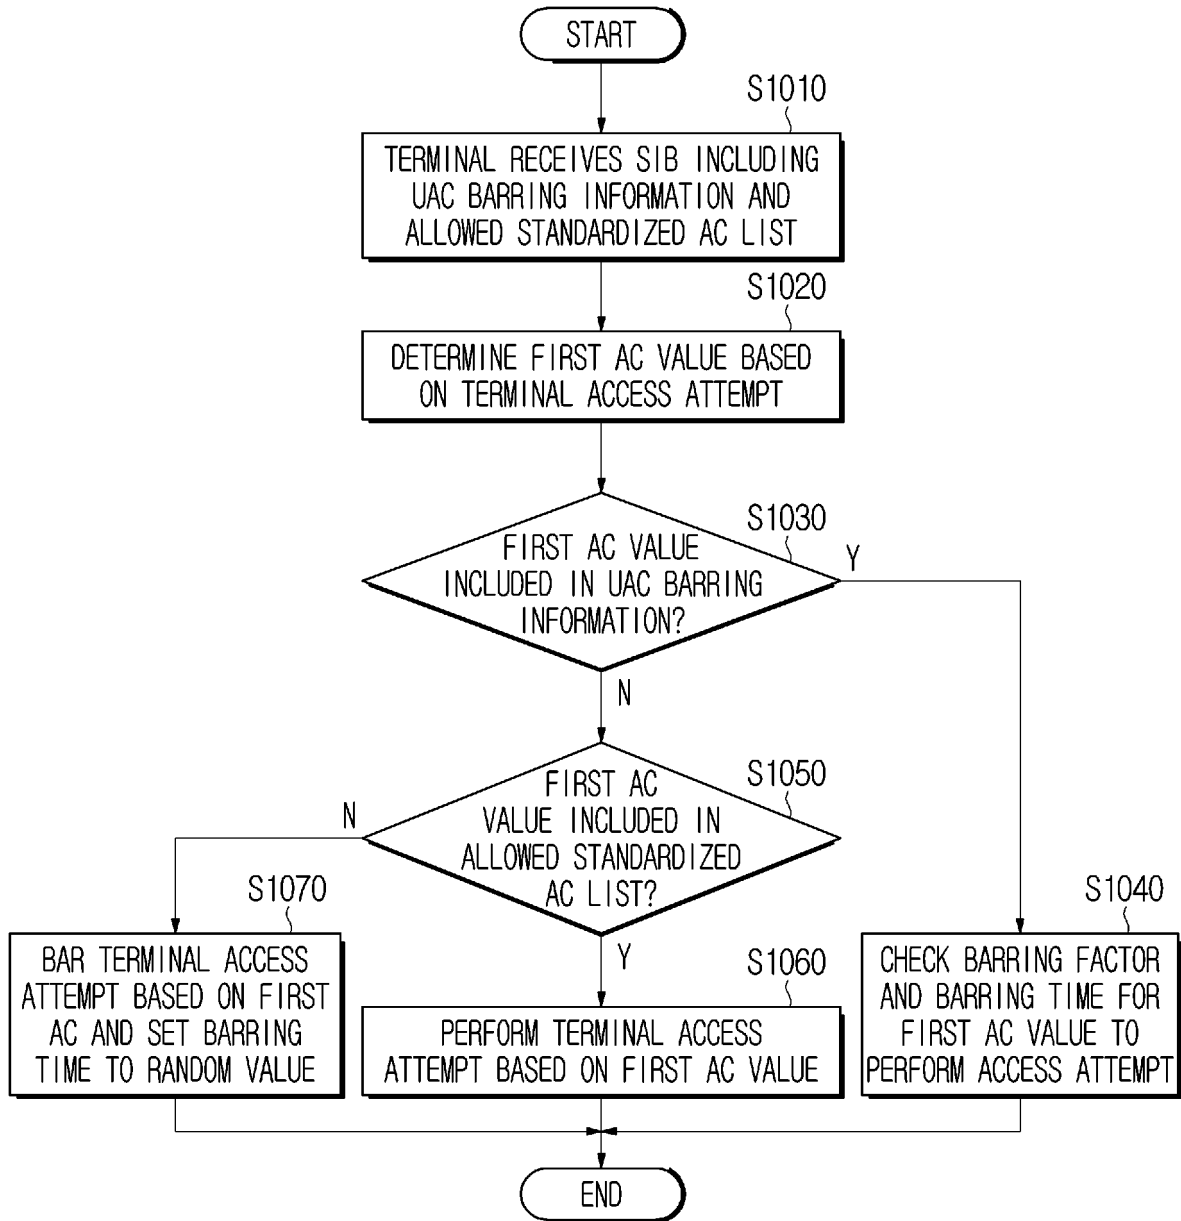 START
S1010
TERMINAL RECEIVES SIB INCLUDING
UAC BARRING INFORMATION AND
ALLOWED STANDARDIZED AC LIST
S1020
DETERMINE FIRST AC VALUE BASED
ON TERMINAL ACCESS ATTEMPT
S1030
FIRST AC VALUE
INCLUDED IN UAC BARRING
INFORMATION?
Y
N
S1050
FIRST AC
VALUE INCLUDED IN
ALLOWED STANDARDIZED
AC LIST?
N
Y
S1070
BAR TERMINAL ACCESS
ATTEMPT BASED ON FIRST
AC AND SET BARRING
TIME TO RANDOM VALUE
S1060
PERFORM TERMINAL ACCESS
ATTEMPT BASED ON FIRST AC VALUE
S1040
CHECK BARRING FACTOR
AND BARRING TIME FOR
FIRST AC VALUE TO
PERFORM ACCESS ATTEMPT
END